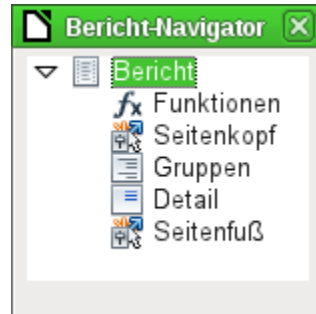 Bericht-Navigator
Bericht
Funktionen
Seitenkopf
Gruppen
Detail
Seitenfuß